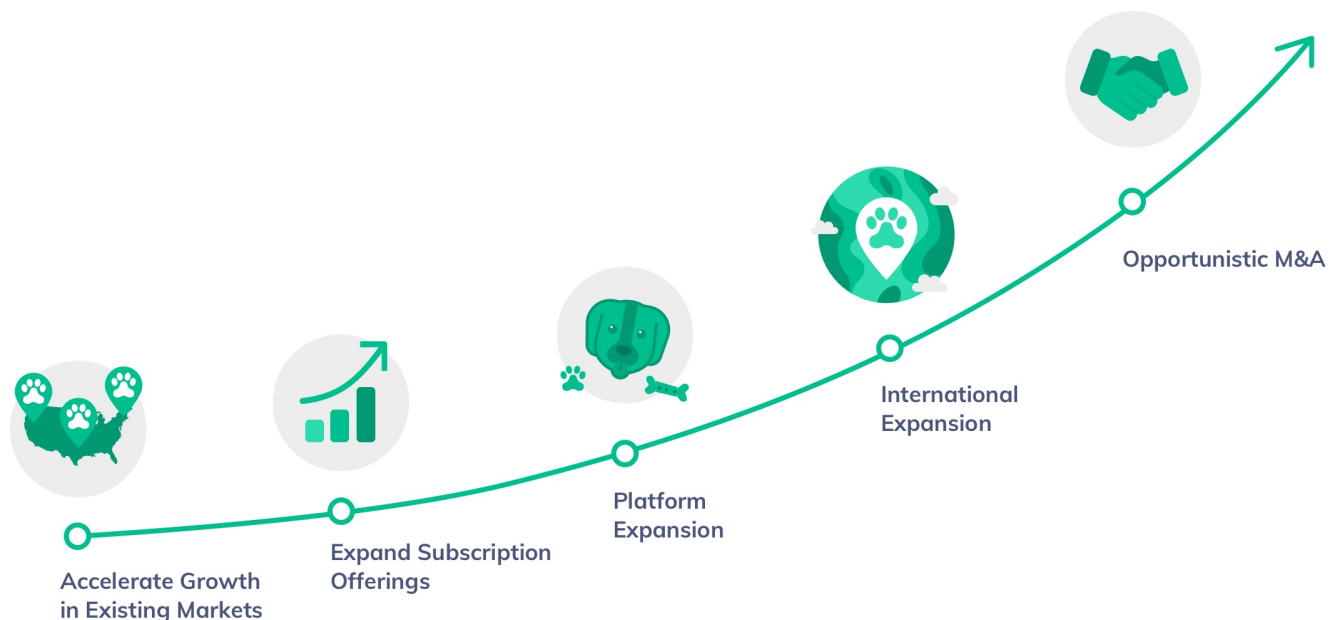 Accelerate Growth
in Existing Markets
Expand Subscription
Offerings
Platform
Expansion
International
Expansion
Opportunistic M&A